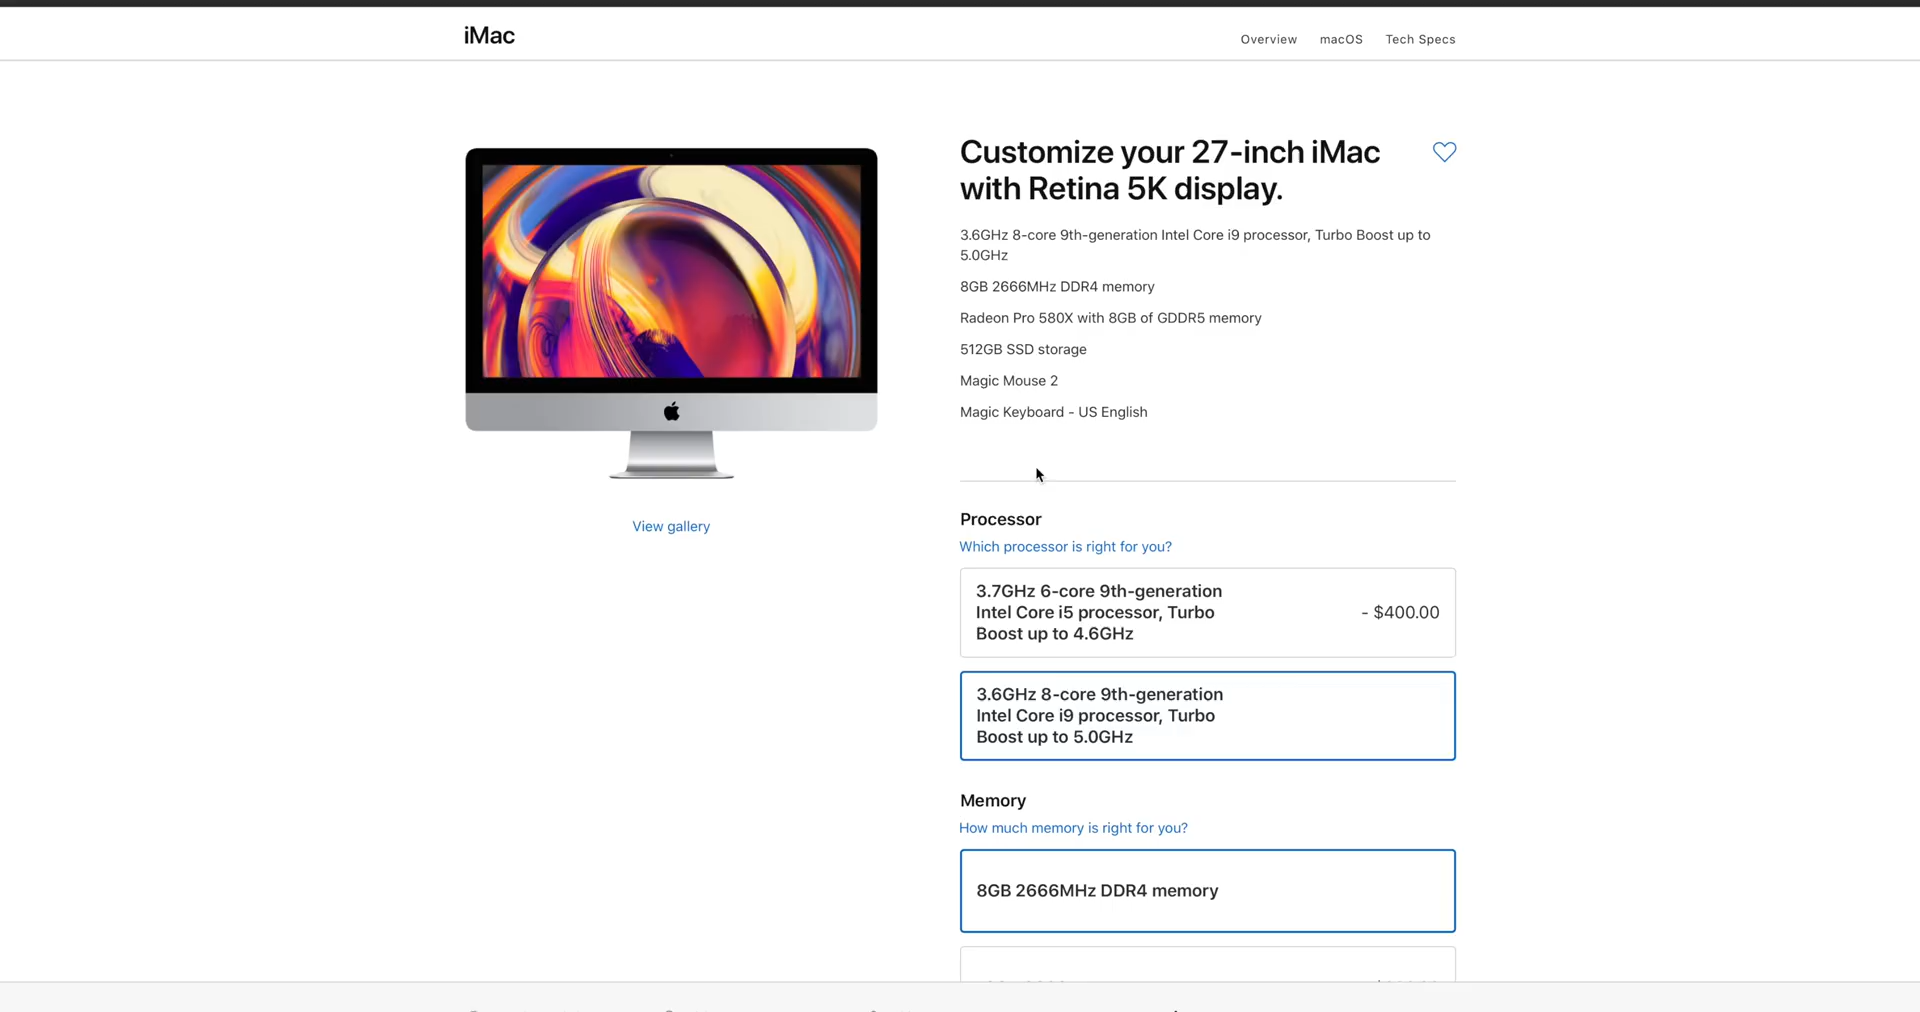 iMac
Overview
macOS
Tech Specs
Customize your 27-inch iMac
with Retina 5K display.
3.6GHz 8-core 9th-generation Intel Core i9 processor, Turbo Boost up to
5.0GHz
8GB 2666MHz DDR4 memory
Radeon Pro 580X with 8GB of GDDR5 memory
512GB SSD storage
Magic Mouse 2
Magic Keyboard - US English
View gallery
Processor
Which processor is right for you?
3.7GHz 6-core 9th-generation
Intel Core i5 processor, Turbo
Boost up to 4.6GHz
- $400.00
3.6GHz 8-core 9th-generation
Intel Core i9 processor, Turbo
Boost up to 5.0GHz
Memory
How much memory is right for you?
8GB 2666MHz DDR4 memory